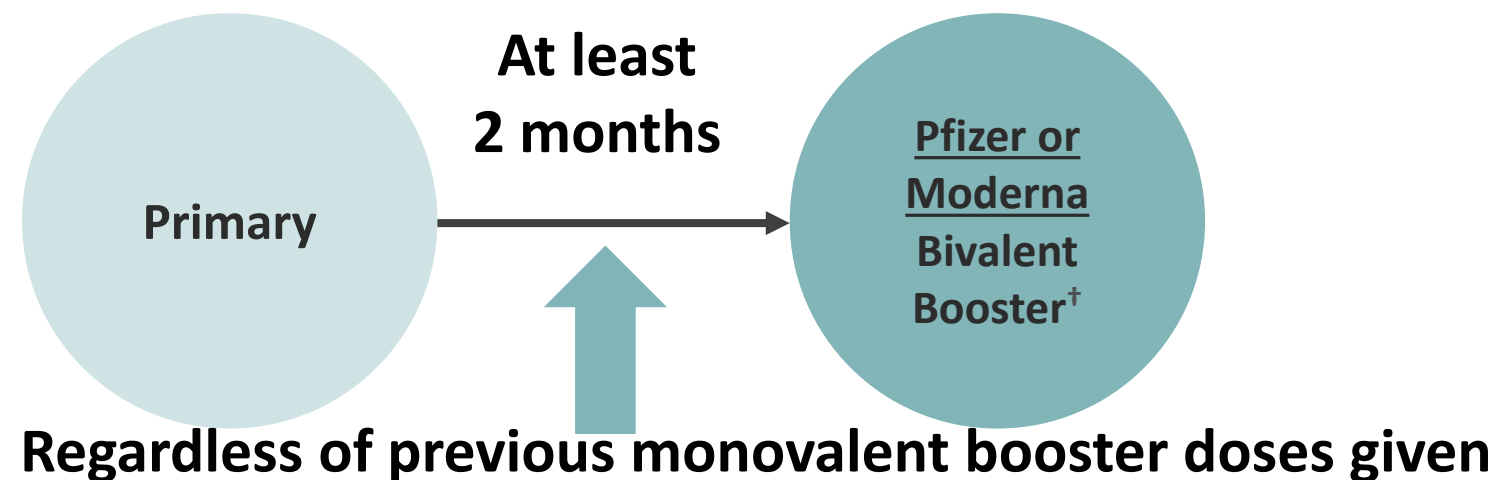 At least
2 months
Primary
Pfizer or
Moderna
Bivalent
Booster†
Regardless of previous monovalent booster doses given